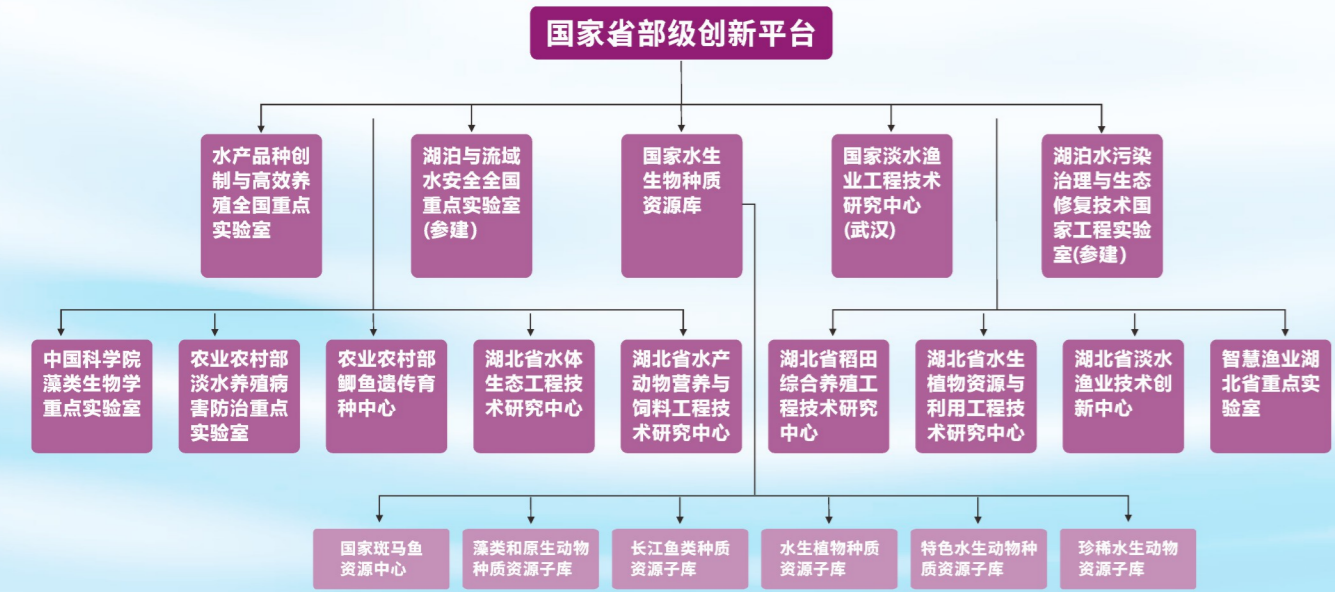 国家省部级创新平台
水产品种创
制与高效养
殖全国重点
实验室
湖泊与流域
水安全全国
重点实验室
(参建)
国家水生
生物种质
资源库
国家淡水渔
业工程技术
研究中心
(武汉)
湖泊水污染
治理与生态
修复技术国
家工程实验
室(参建)
中国科学院
藻类生物学
重点实验室
农业农村部
淡水养殖病
害防治重点
实验室
农业农村部
鲫鱼遗传育
种中心
湖北省水体
生态工程技
术研究中心
湖北省水产
动物营养与
饲料工程技
术研究中心
湖北省稻田
综合养殖工
程技术研究
中心
湖北省水生
植物资源与
利用工程技
术研究中心
湖北省淡水
渔业技术创
新中心
智慧渔业湖
北省重点实
验室
国家斑马鱼
资源中心
藻类和原生动物
种质资源子库
长江鱼类种质
资源子库
水生植物种质
资源子库
特色水生动物种
质资源子库
珍稀水生动物
资源子库